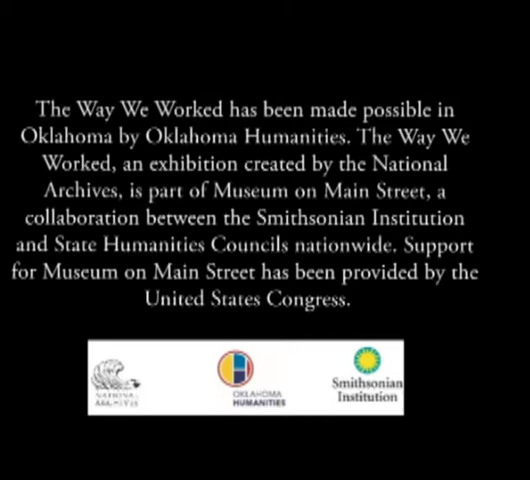 The Way We Worked has been made possible in
Oklahoma by Oklahoma Humanities. The Way We
Worked, an exhibition created by the National
Archives, is part of Museum on Main Street, a
collaboration between the Smithsonian Institution
and State Humanities Councils nationwide. Support
for Museum on Main Street has been provided by the
United States Congress.
NATIONAL
ARCHIVES
OKLAHOMA
HUMANITIES
Smithsonian
Institution